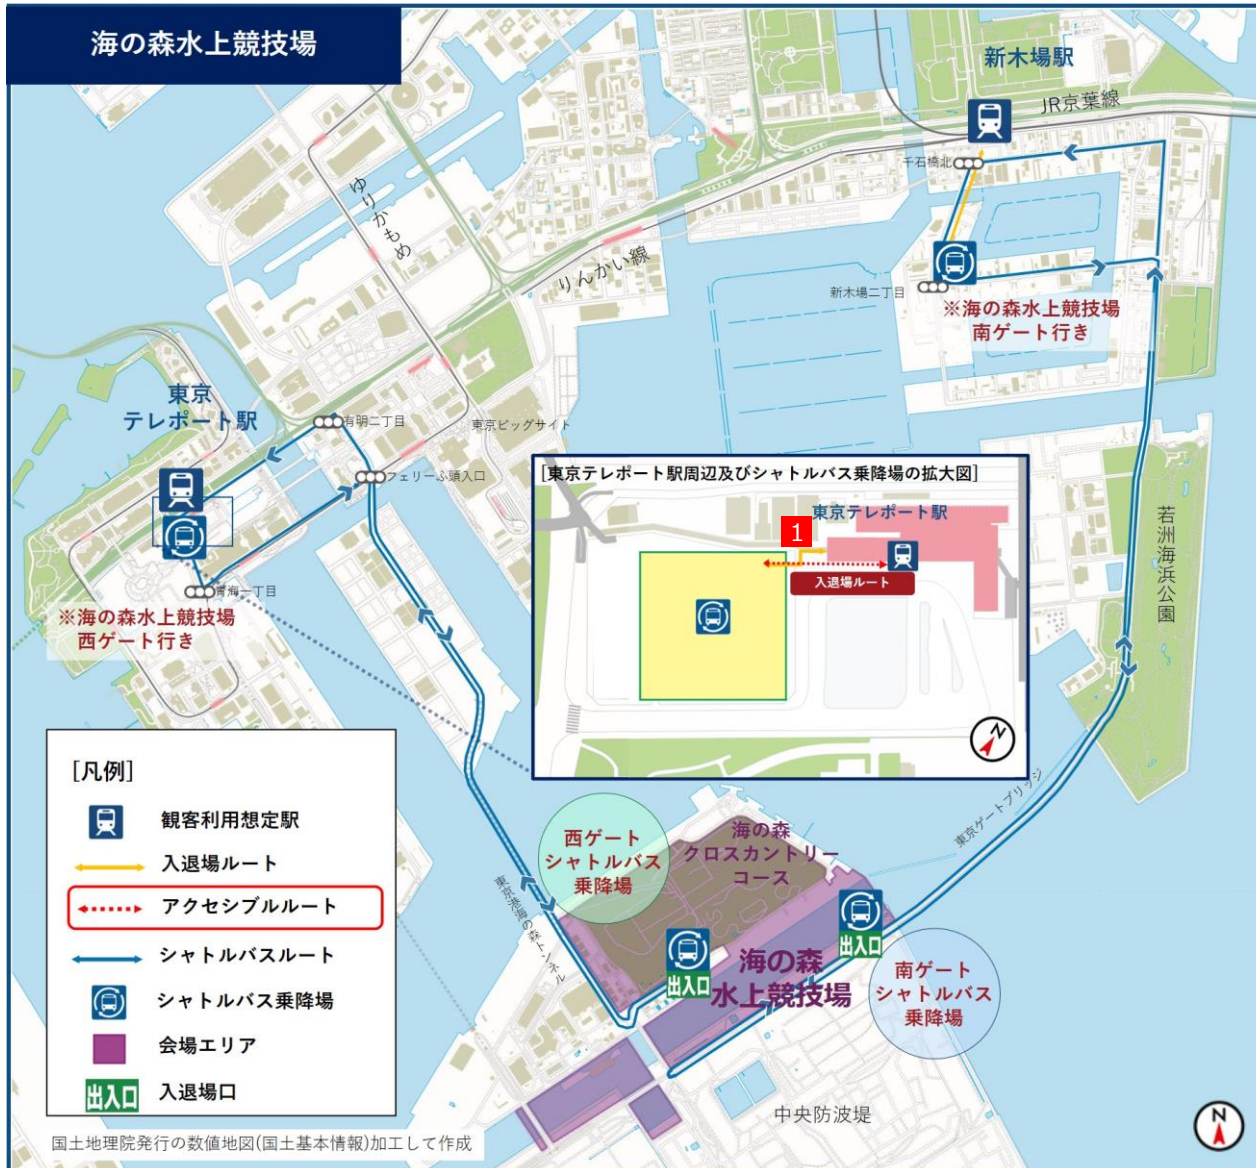 海の森水上競技場
新木場駅
JR京葉線
千石橋北
ゆりかもめ
りんかい線
新木場二丁目
※海の森水上競技場
南ゲート行き
東京
テレポート駅
有明二丁目
東京ビッグサイト
フェリーふ頭入口
[東京テレポート駅周辺及びシャトルバス乗降場の拡大図]
東京テレポート駅
1
入退場ルート
N
若洲海浜公園
青海一丁目
※海の森水上競技場
西ゲート行き
[凡例]
観客利用想定駅
入退場ルート
アクセシブルルート
シャトルバスルート
シャトルバス乗降場
会場エリア
出入口
入退場口
西ゲート
シャトルバス
乗降場
海の森
クロスカントリー
コース
東京ゲートブリッジ
東京港海の森トンネル
出入口
出入口
海の森
水上競技場
南ゲート
シャトルバス
乗降場
中央防波堤
N
国土地理院発行の数値地図(国土基本情報)加工して作成